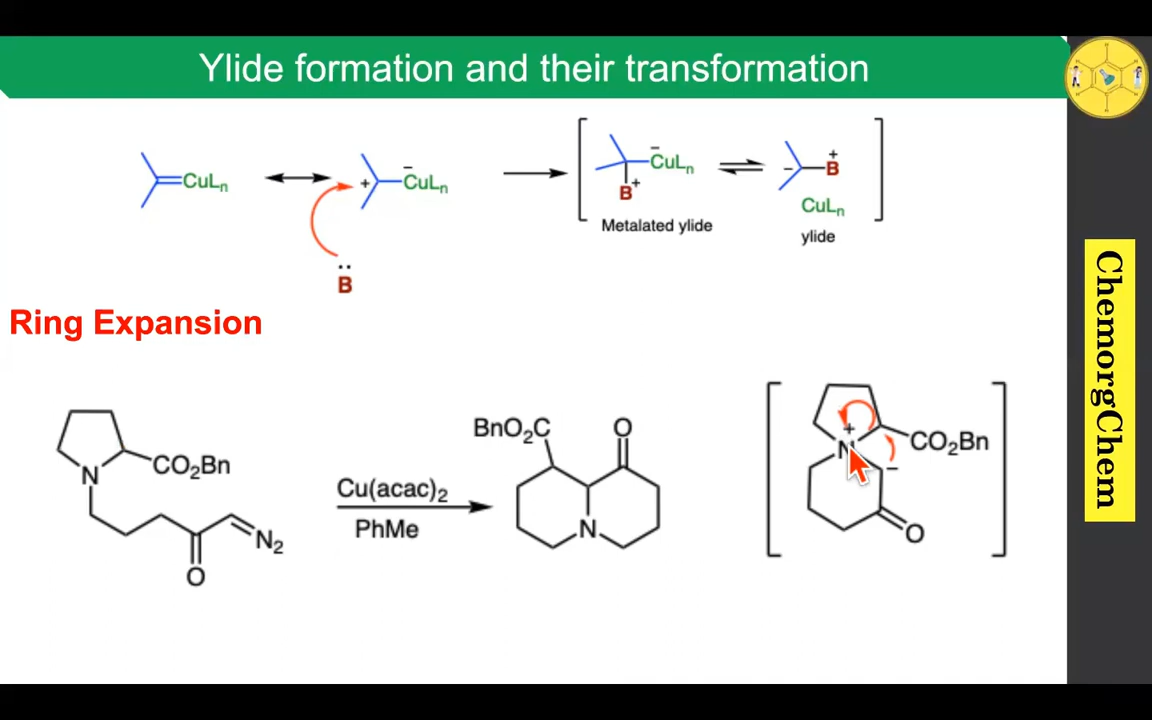 Ylide formation and their transformation
CuLn
+ − CuLn
B̈
− CuLn
B+
Metalated ylide
− B+
CuLn
ylide
Ring Expansion
N
CO2Bn
N2
O
Cu(acac)2
PhMe
BnO2C
O
N
+
N
CO2Bn
−
O
ChemorgChem